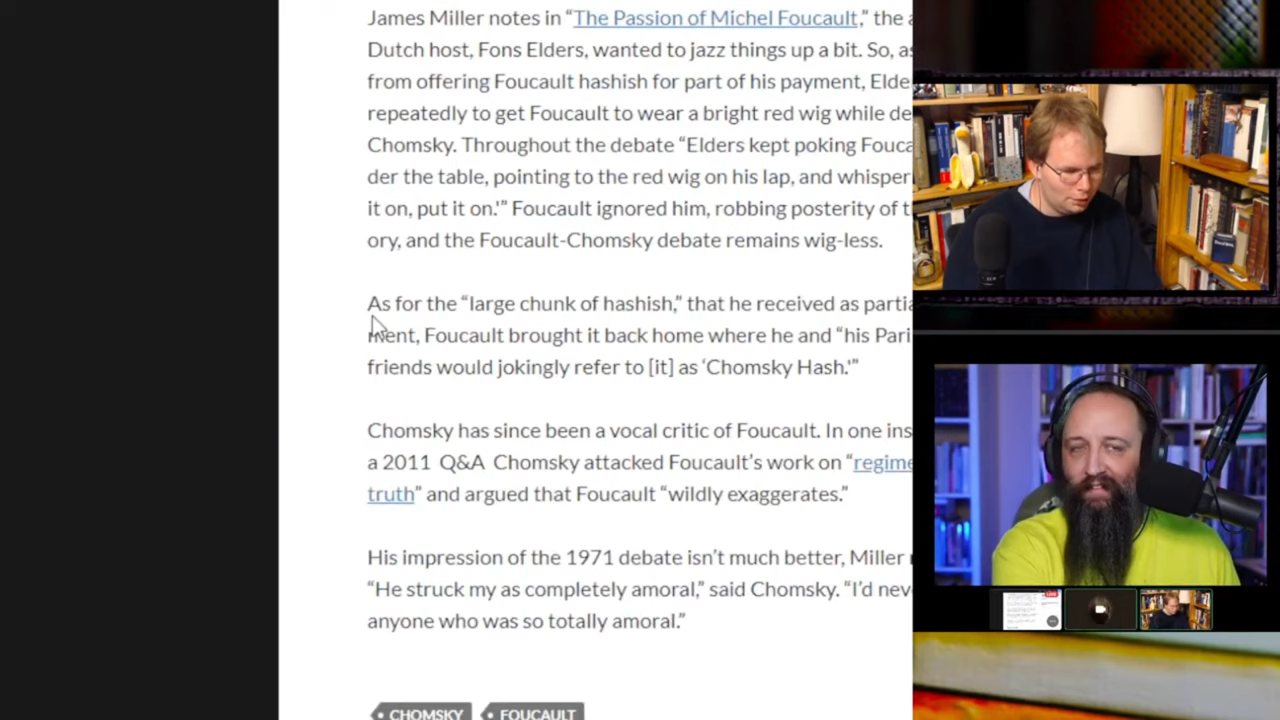 James Miller notes in “The Passion of Michel Foucault,” the
Dutch host, Fons Elders, wanted to jazz things up a bit. So,
from offering Foucault hashish for part of his payment,
repeatedly to get Foucault to wear a bright red wig while
Chomsky. Throughout the debate “Elders kept poking
der the table, pointing to the red wig on his lap, and
it on, put it on.’” Foucault ignored him, robbing posterity of
ory, and the Foucault-Chomsky debate remains wig-less.
As for the “large chunk of hashish,” that he received as
ment, Foucault brought it back home where he and “his
friends would jokingly refer to [it] as ‘Chomsky Hash.’”
Chomsky has since been a vocal critic of Foucault. In one
a 2011 Q&A Chomsky attacked Foucault’s work on “regime
truth” and argued that Foucault “wildly exaggerates.”
His impression of the 1971 debate isn’t much better, Miller
“He struck my as completely amoral,” said Chomsky. “I’d
anyone who was so totally amoral.”
CHOMSKY FOUCAULT